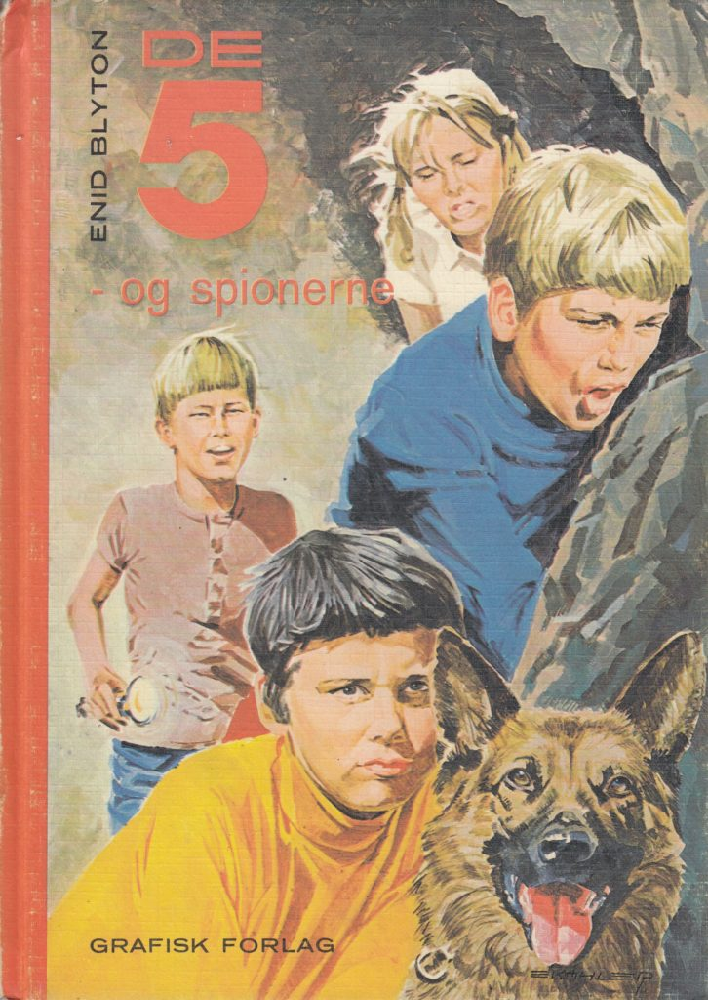 ENID BLYTON
DE
5
- og spionerne
GRAFISK FORLAG